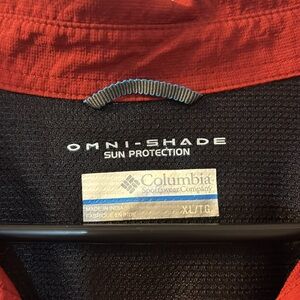 OMNI-SHADE
SUN PROTECTION
Columbia
Sportswear Company
XL/TG